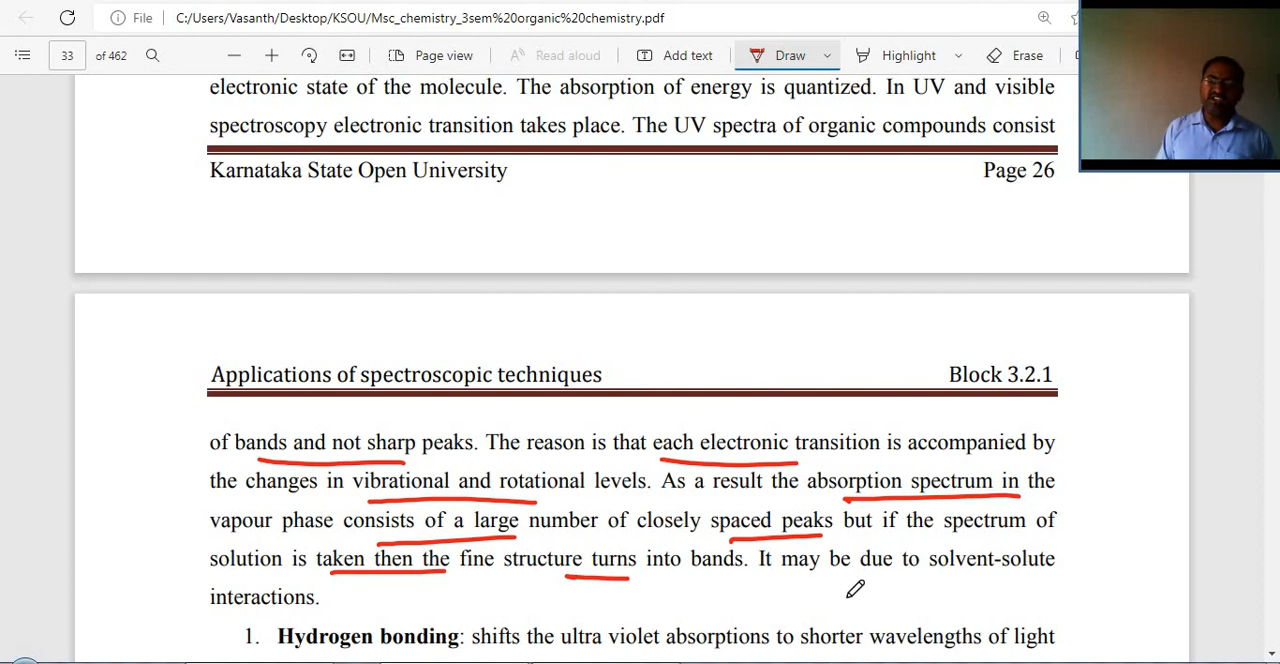 File C:/Users/Vasanth/Desktop/KSOU/Msc_chemistry_3sem%20organic%20chemistry.pdf
33 of 462 Page view Read aloud Add text Draw Highlight Erase
electronic state of the molecule. The absorption of energy is quantized. In UV and visible
spectroscopy electronic transition takes place. The UV spectra of organic compounds consist
Karnataka State Open University Page 26
Applications of spectroscopic techniques Block 3.2.1
of bands and not sharp peaks. The reason is that each electronic transition is accompanied by
the changes in vibrational and rotational levels. As a result the absorption spectrum in the
vapour phase consists of a large number of closely spaced peaks but if the spectrum of
solution is taken then the fine structure turns into bands. It may be due to solvent-solute
interactions.
1. Hydrogen bonding: shifts the ultra violet absorptions to shorter wavelengths of light